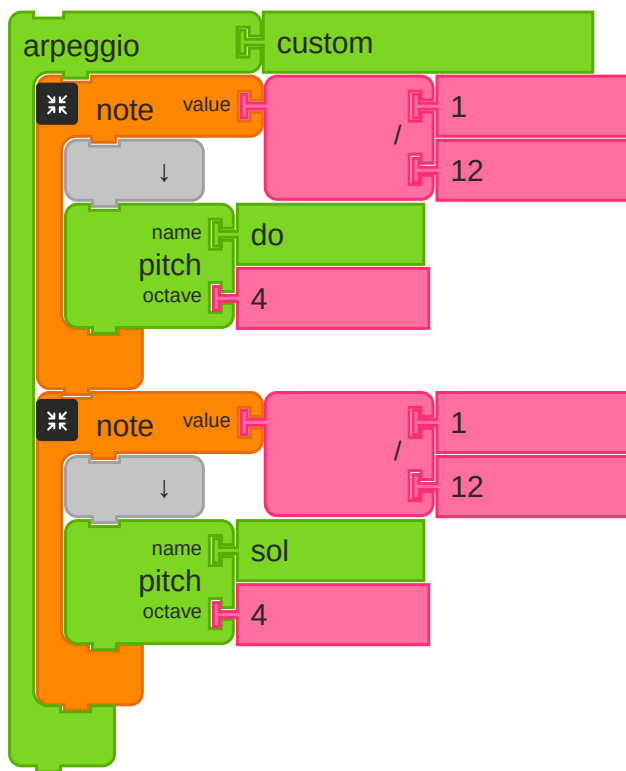 arpeggio custom
note value 1
/
12
↓
name do
pitch
octave 4
note value 1
/
12
↓
name sol
pitch
octave 4